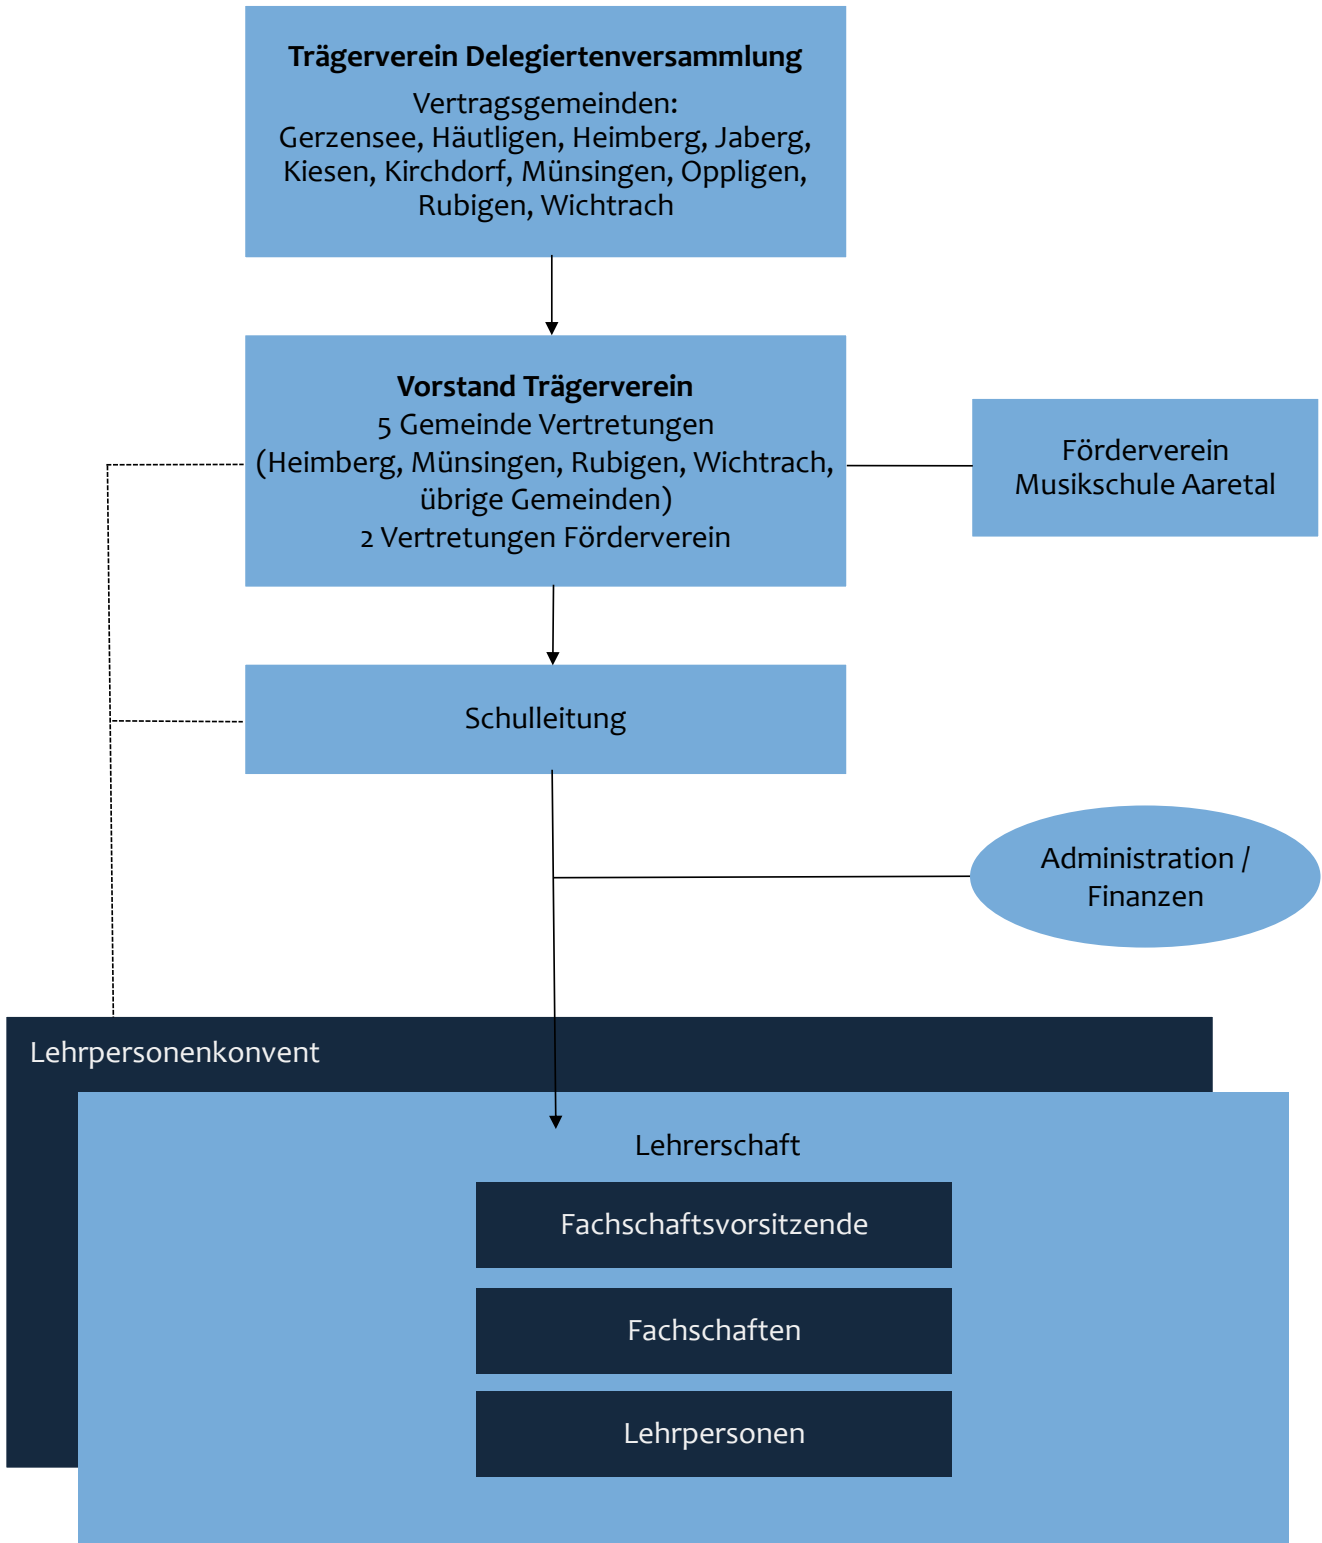 Trägerverein Delegiertenversammlung
Vertragsgemeinden:
Gerzensee, Häutligen, Heimberg, Jaberg,
Kiesen, Kirchdorf, Münsingen, Oppligen,
Rubigen, Wichtrach
Vorstand Trägerverein
5 Gemeinde Vertretungen
(Heimberg, Münsingen, Rubigen, Wichtrach,
übrige Gemeinden)
2 Vertretungen Förderverein
Förderverein
Musikschule Aaretal
Schulleitung
Administration /
Finanzen
Lehrpersonenkonvent
Lehrerschaft
Fachschaftsvorsitzende
Fachschaften
Lehrpersonen